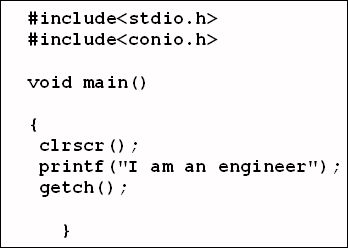 #include<stdio.h>
#include<conio.h>
void main()
{
clrscr();
printf("I am an engineer");
getch();
}